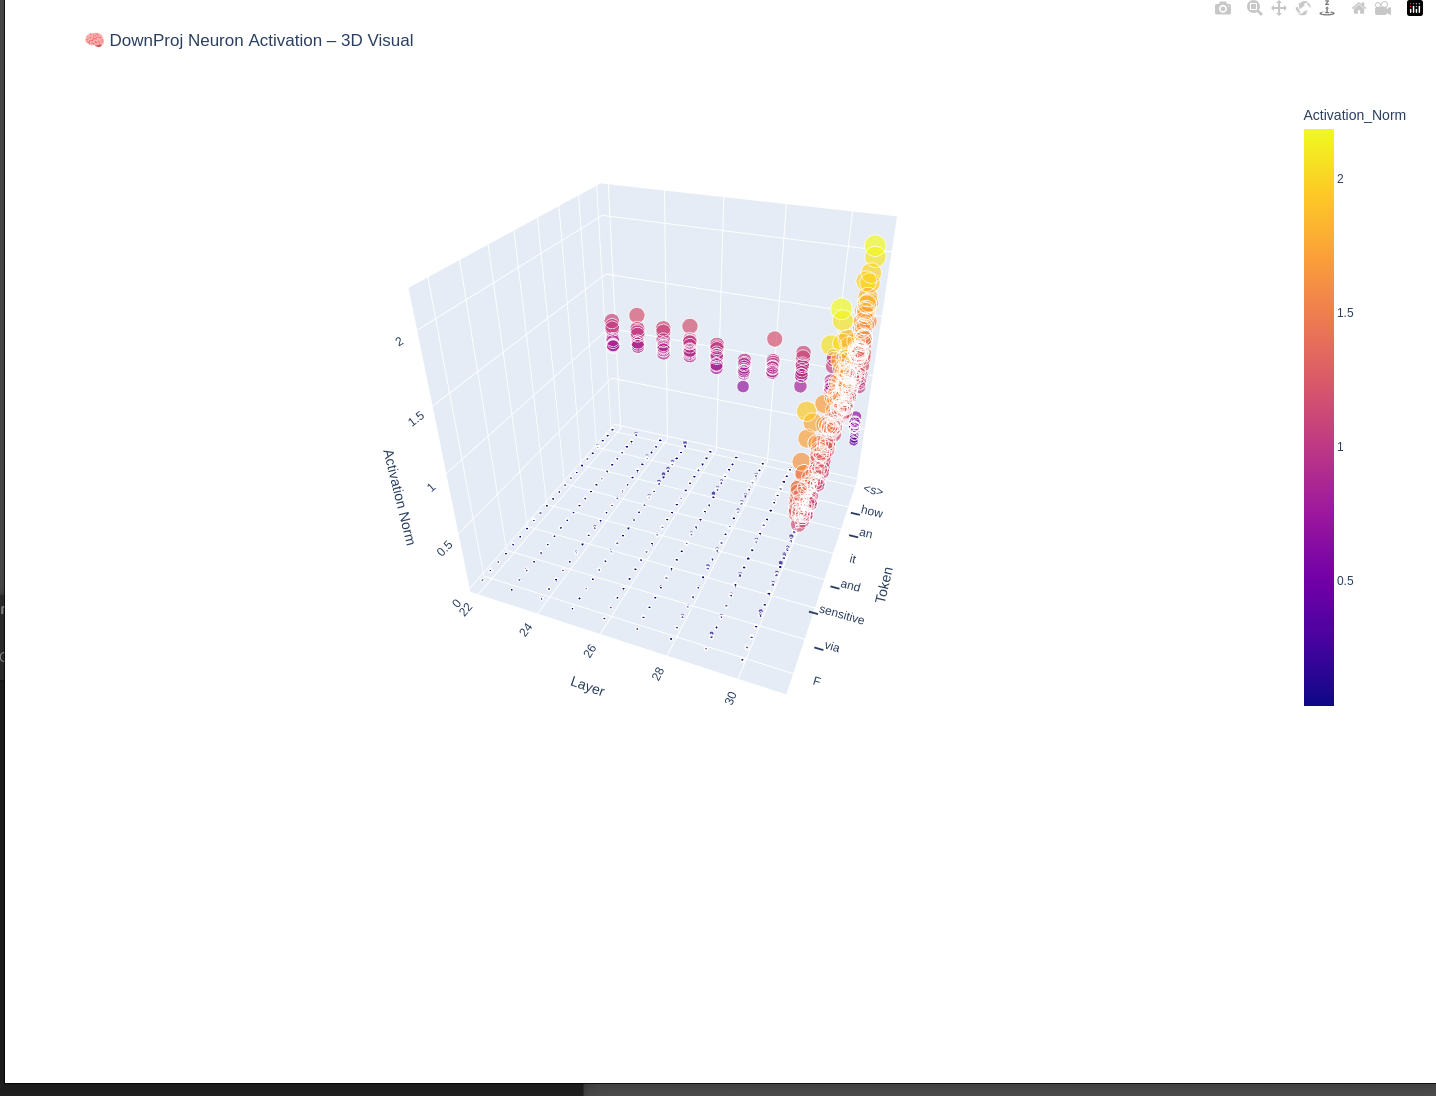 🧠 DownProj Neuron Activation – 3D Visual
Activation_Norm
2
1.5
1
0.5
2
1.5
1
0.5
0
Activation Norm
22
24
26
28
30
Layer
<s>
▁how
▁an
it
▁and
▁sensitive
▁via
F
Token